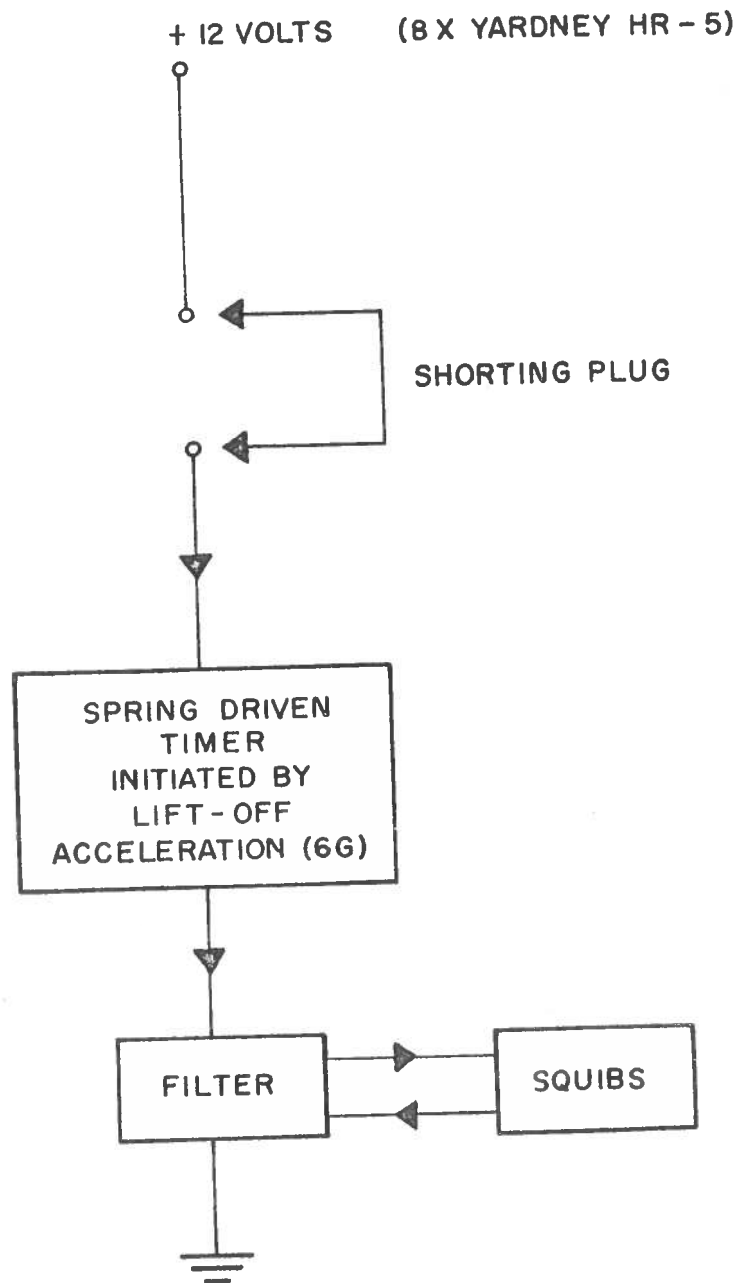 + 12 VOLTS (8 X YARDNEY HR-5)
SHORTING PLUG
SPRING DRIVEN
TIMER
INITIATED BY
LIFT-OFF
ACCELERATION (6G)
FILTER
SQUIBS